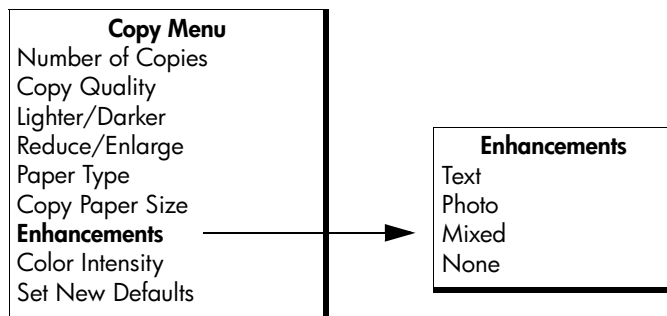 Copy Menu
Number of Copies
Copy Quality
Lighter/Darker
Reduce/Enlarge
Paper Type
Copy Paper Size
Enhancements
Color Intensity
Set New Defaults
Enhancements
Text
Photo
Mixed
None